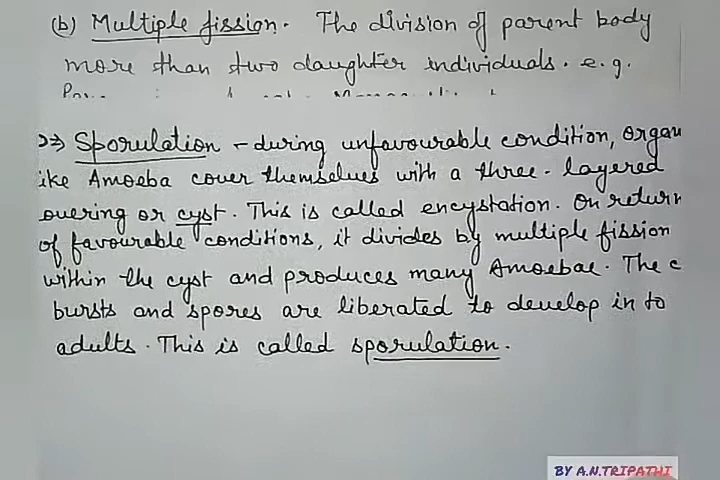 (b) Multiple fission. The division of parent body
more than two daughter individuals. e.g.
⇒ Sporulation - during unfavourable condition, organ
ike Amoeba cover themselves with a three-layered
overing or cyst. This is called encystation. On return
of favourable conditions, it divides by multiple fission
within the cyst and produces many Amoebae. The c
bursts and spores are liberated to develop in to
adults. This is called sporulation.
BY A.N.TRIPATHI